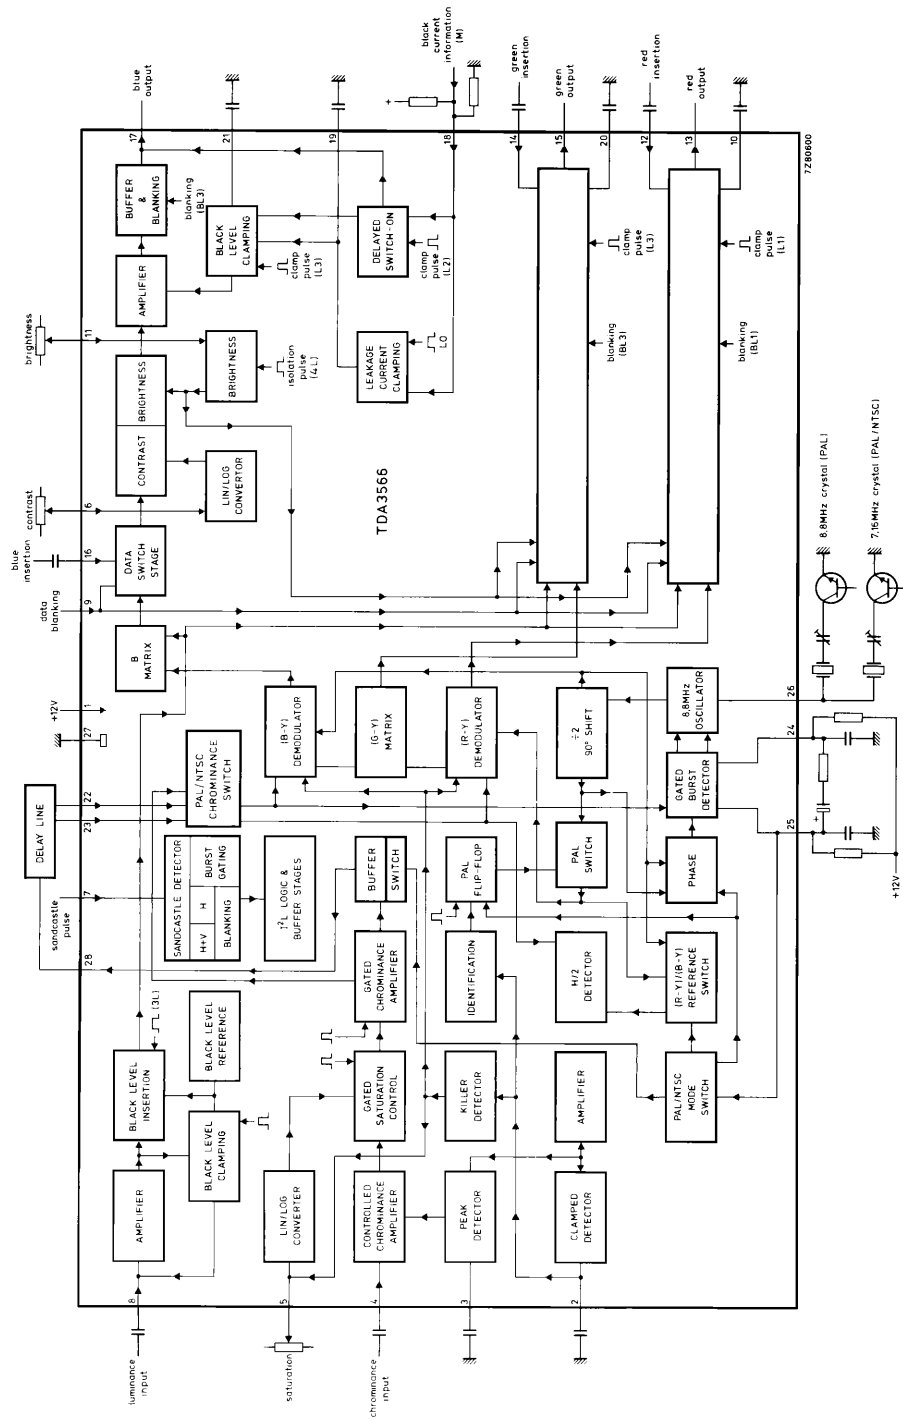 luminance
input
8
AMPLIFIER
BLACK LEVEL
INSERTION
(3L)
BLACK LEVEL
CLAMPING
BLACK LEVEL
REFERENCE
saturation
5
LIN/LOG
CONVERTER
GATED
SATURATION
CONTROL
GATED
CHROMINANCE
AMPLIFIER
chrominance
input
4
CONTROLLED
CHROMINANCE
AMPLIFIER
3
PEAK
DETECTOR
KILLER
DETECTOR
IDENTIFICATION
2
CLAMPED
DETECTOR
AMPLIFIER
H/2
DETECTOR
PAL/NTSC
MODE
SWITCH
(R-Y)/(B-Y)
REFERENCE
SWITCH
28
sandcastle
pulse
7
SANDCASTLE DETECTOR
H+V
H
BURST
GATING
BLANKING
I²L LOGIC &
BUFFER STAGES
BUFFER
SWITCH
PAL
FLIP-FLOP
PAL
SWITCH
PHASE
DELAY LINE
23
22
PAL/NTSC
CHROMINANCE
SWITCH
27
+12V
1
(B-Y)
DEMODULATOR
(G-Y)
MATRIX
(R-Y)
DEMODULATOR
÷2
90° SHIFT
GATED
BURST
DETECTOR
8,8MHz
OSCILLATOR
25
24
26
+
+12V
B
MATRIX
data
blanking
9
blue
insertion
16
DATA
SWITCH
STAGE
contrast
6
CONTRAST
BRIGHTNESS
LIN/LOG
CONVERTOR
TDA3566
brightness
11
BRIGHTNESS
isolation
pulse
(4L)
LEAKAGE
CURRENT
CLAMPING
L0
AMPLIFIER
BLACK
LEVEL
CLAMPING
clamp
pulse
(L3)
DELAYED
SWITCH-ON
clamp
pulse
(L2)
BUFFER
&
BLANKING
blanking
(BL3)
17
blue
output
21
19
18
+
black
current
information
(M)
14
green
insertion
15
green
output
20
clamp
pulse
(L3)
blanking
(BL3)
12
red
insertion
13
red
output
10
clamp
pulse
(L1)
blanking
(BL1)
8,8MHz crystal (PAL)
7,15MHz crystal (PAL/NTSC)
7Z80600